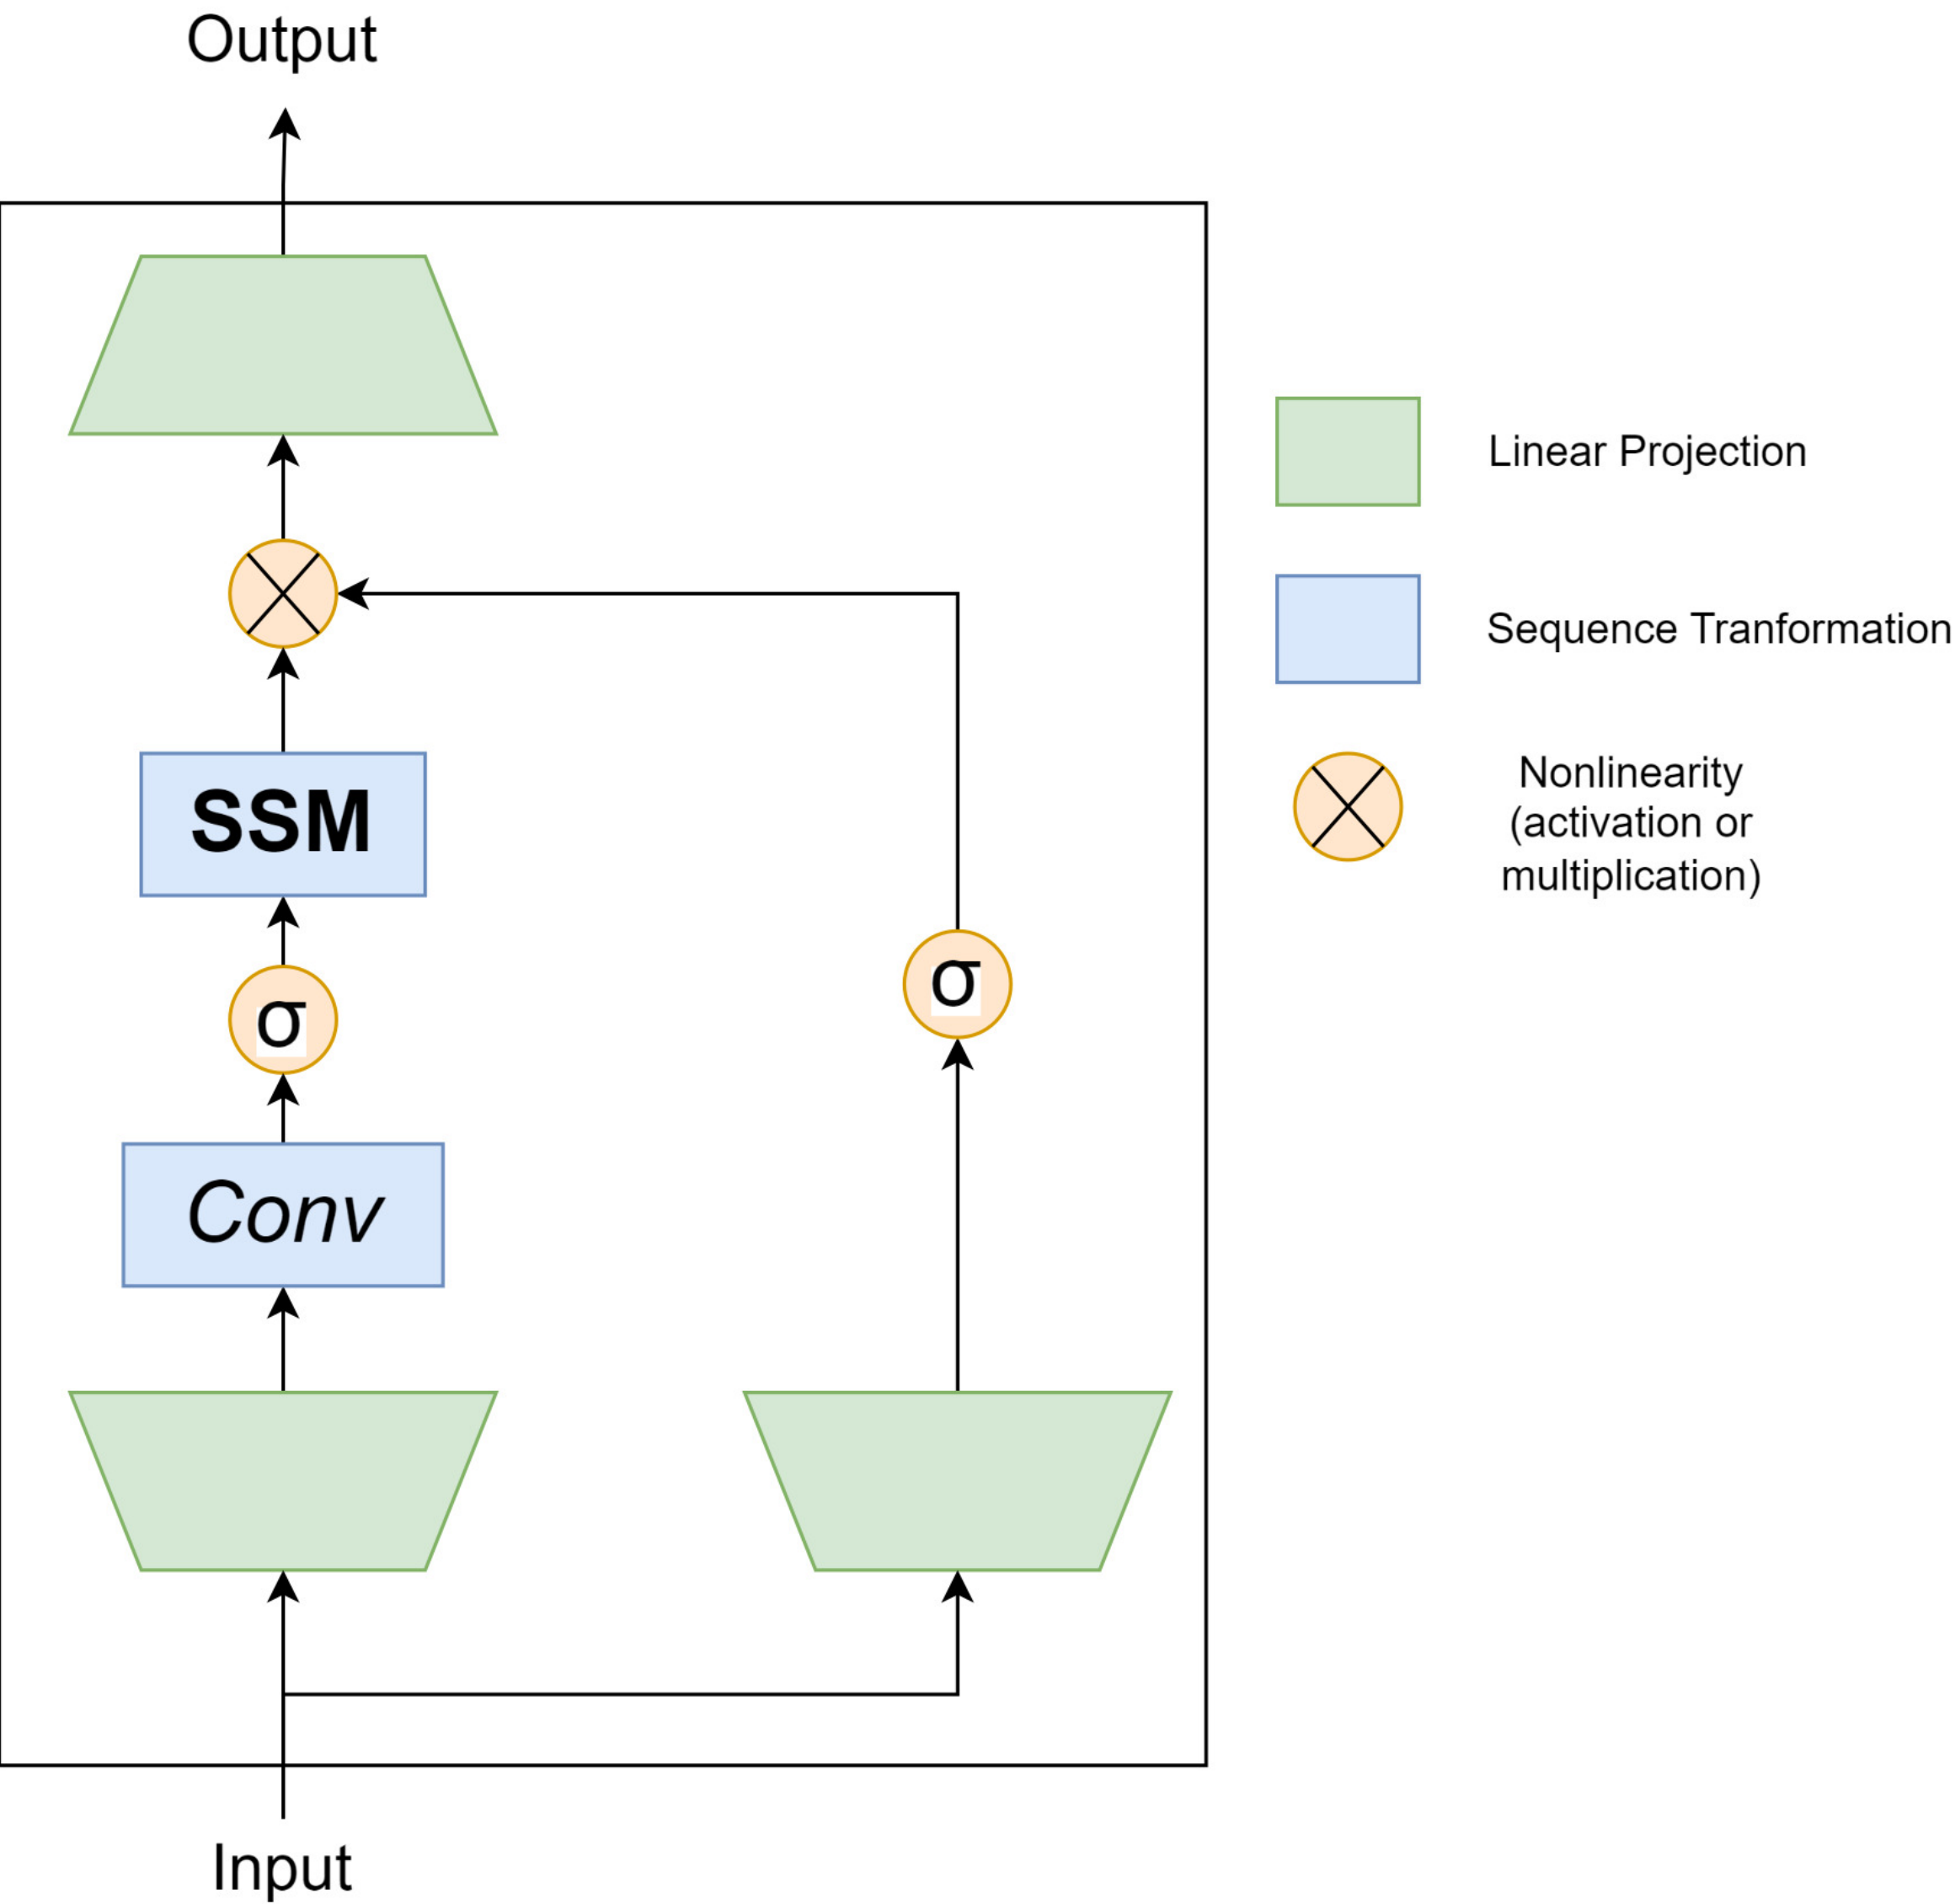 Output
Linear Projection
Sequence Tranformation
Nonlinearity
(activation or
multiplication)
SSM
σ
σ
Conv
Input